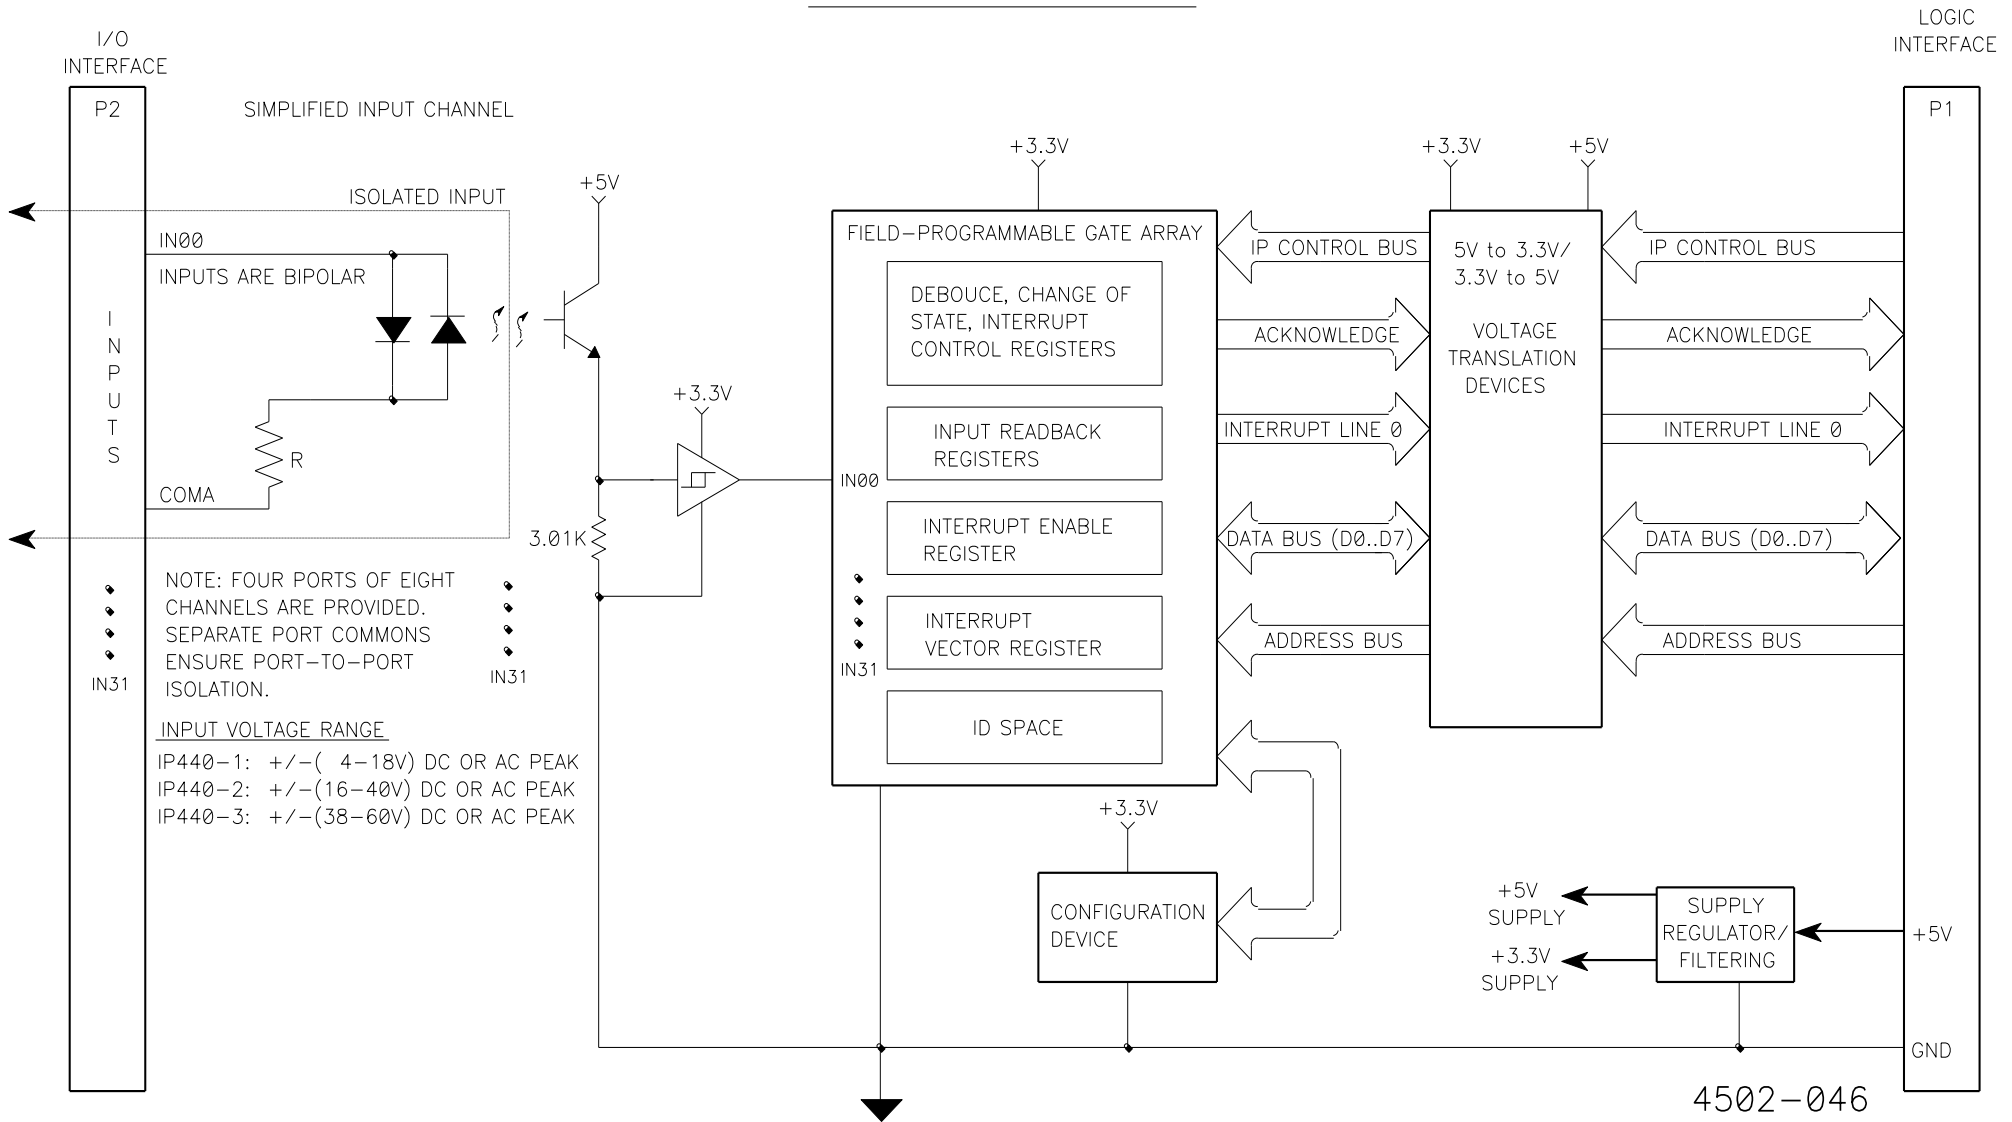 I/O
INTERFACE
LOGIC
INTERFACE
P2
SIMPLIFIED INPUT CHANNEL
P1
+3.3V
+3.3V
+5V
+5V
ISOLATED INPUT
IN00
INPUTS ARE BIPOLAR
INPUTS
R
COMA
+3.3V
3.01K
FIELD-PROGRAMMABLE GATE ARRAY
DEBOUCE, CHANGE OF
STATE, INTERRUPT
CONTROL REGISTERS
INPUT READBACK
REGISTERS
IN00
INTERRUPT ENABLE
REGISTER
INTERRUPT
VECTOR REGISTER
IN31
ID SPACE
IP CONTROL BUS
ACKNOWLEDGE
INTERRUPT LINE 0
DATA BUS (D0..D7)
ADDRESS BUS
5V to 3.3V/
3.3V to 5V
VOLTAGE
TRANSLATION
DEVICES
IP CONTROL BUS
ACKNOWLEDGE
INTERRUPT LINE 0
DATA BUS (D0..D7)
ADDRESS BUS
IN31
NOTE: FOUR PORTS OF EIGHT
CHANNELS ARE PROVIDED.
SEPARATE PORT COMMONS
ENSURE PORT-TO-PORT
ISOLATION.
IN31
INPUT VOLTAGE RANGE
IP440-1: +/-( 4-18V) DC OR AC PEAK
IP440-2: +/-(16-40V) DC OR AC PEAK
IP440-3: +/-(38-60V) DC OR AC PEAK
+3.3V
CONFIGURATION
DEVICE
+5V
SUPPLY
+3.3V
SUPPLY
SUPPLY
REGULATOR/
FILTERING
+5V
GND
4502-046